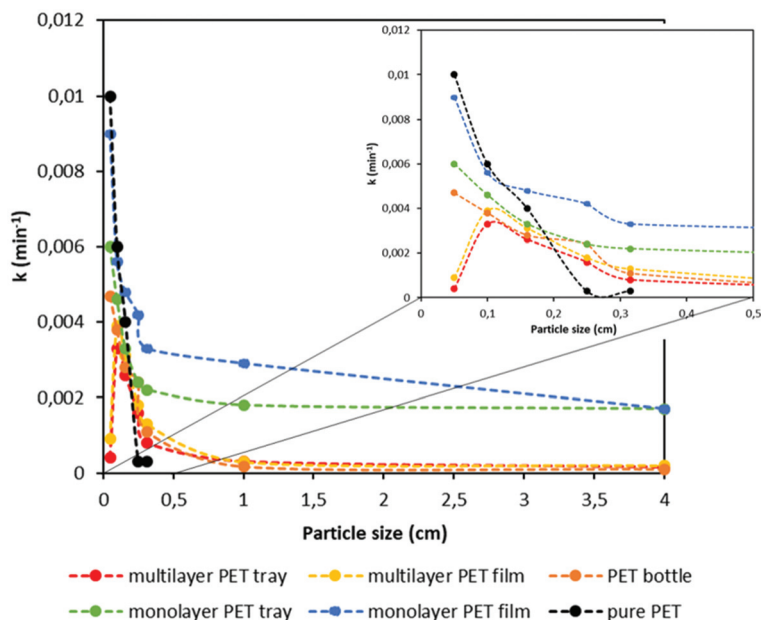 0,012
0,01
0,008
0,006
0,004
0,002
0
k (min⁻¹)
0 0,5 1 1,5 2 2,5 3 3,5 4
Particle size (cm)
0,012
0,01
0,008
0,006
0,004
0,002
0
k (min⁻¹)
0 0,1 0,2 0,3 0,4 0,5
Particle size (cm)
multilayer PET tray multilayer PET film PET bottle
monolayer PET tray monolayer PET film pure PET